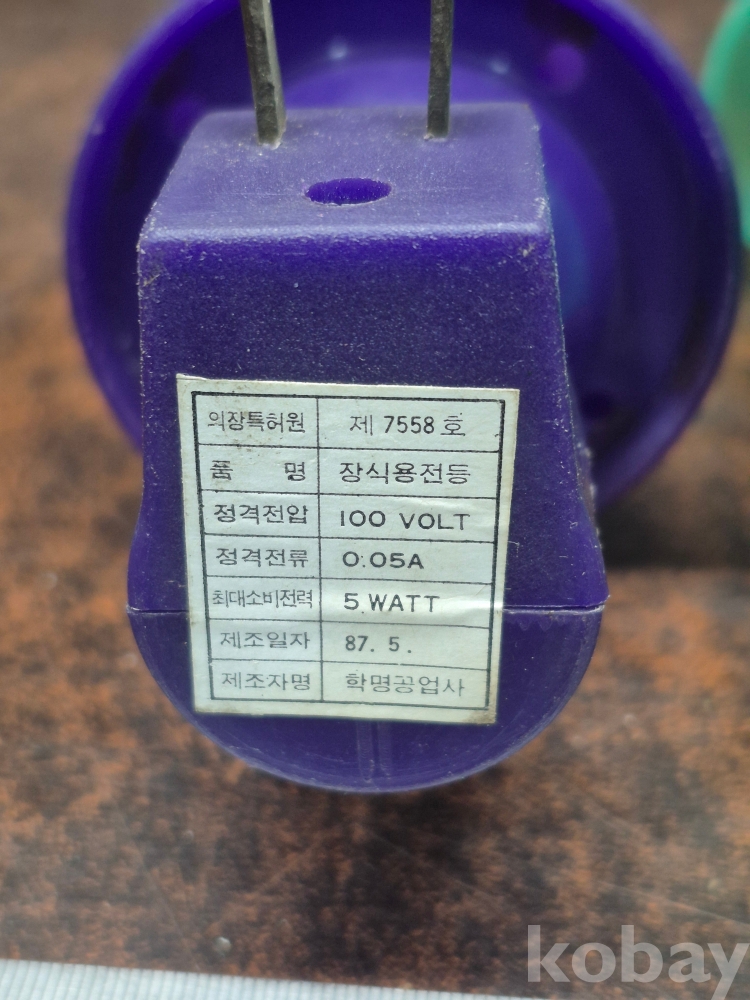 의장특허원 제 7558 호
품 명 장식용전등
정격전압 100 VOLT
정격전류 0.05A
최대소비전력 5 WATT
제조일자 87. 5.
제조자명 학명공업사
kobay